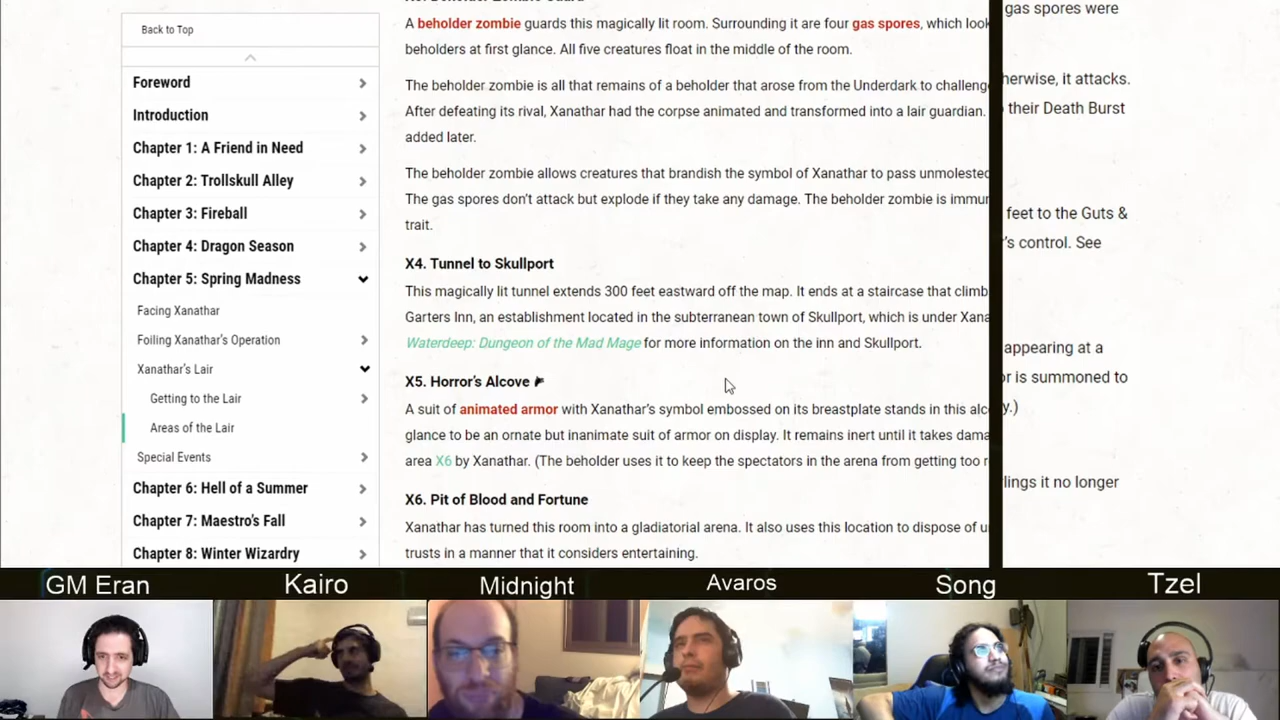 Back to Top
Foreword
Introduction
Chapter 1: A Friend in Need
Chapter 2: Trollskull Alley
Chapter 3: Fireball
Chapter 4: Dragon Season
Chapter 5: Spring Madness
Facing Xanathar
Foiling Xanathar's Operation
Xanathar's Lair
Getting to the Lair
Areas of the Lair
Special Events
Chapter 6: Hell of a Summer
Chapter 7: Maestro's Fall
Chapter 8: Winter Wizardry
A beholder zombie guards this magically lit room. Surrounding it are four gas spores, which look
beholders at first glance. All five creatures float in the middle of the room.
The beholder zombie is all that remains of a beholder that arose from the Underdark to challenge
After defeating its rival, Xanathar had the corpse animated and transformed into a lair guardian.
added later.
The beholder zombie allows creatures that brandish the symbol of Xanathar to pass unmolested
The gas spores don't attack but explode if they take any damage. The beholder zombie is immun
trait.
X4. Tunnel to Skullport
This magically lit tunnel extends 300 feet eastward off the map. It ends at a staircase that climb
Garters Inn, an establishment located in the subterranean town of Skullport, which is under Xana
Waterdeep: Dungeon of the Mad Mage for more information on the inn and Skullport.
X5. Horror's Alcove
A suit of animated armor with Xanathar's symbol embossed on its breastplate stands in this alc
glance to be an ornate but inanimate suit of armor on display. It remains inert until it takes dama
area X6 by Xanathar. (The beholder uses it to keep the spectators in the arena from getting too r
X6. Pit of Blood and Fortune
Xanathar has turned this room into a gladiatorial arena. It also uses this location to dispose of u
trusts in a manner that it considers entertaining.
gas spores were
herwise, it attacks.
their Death Burst
feet to the Guts &
r's control. See
appearing at a
or is summoned to
y.)
lings it no longer
GM Eran
Kairo
Midnight
Avaros
Song
Tzel